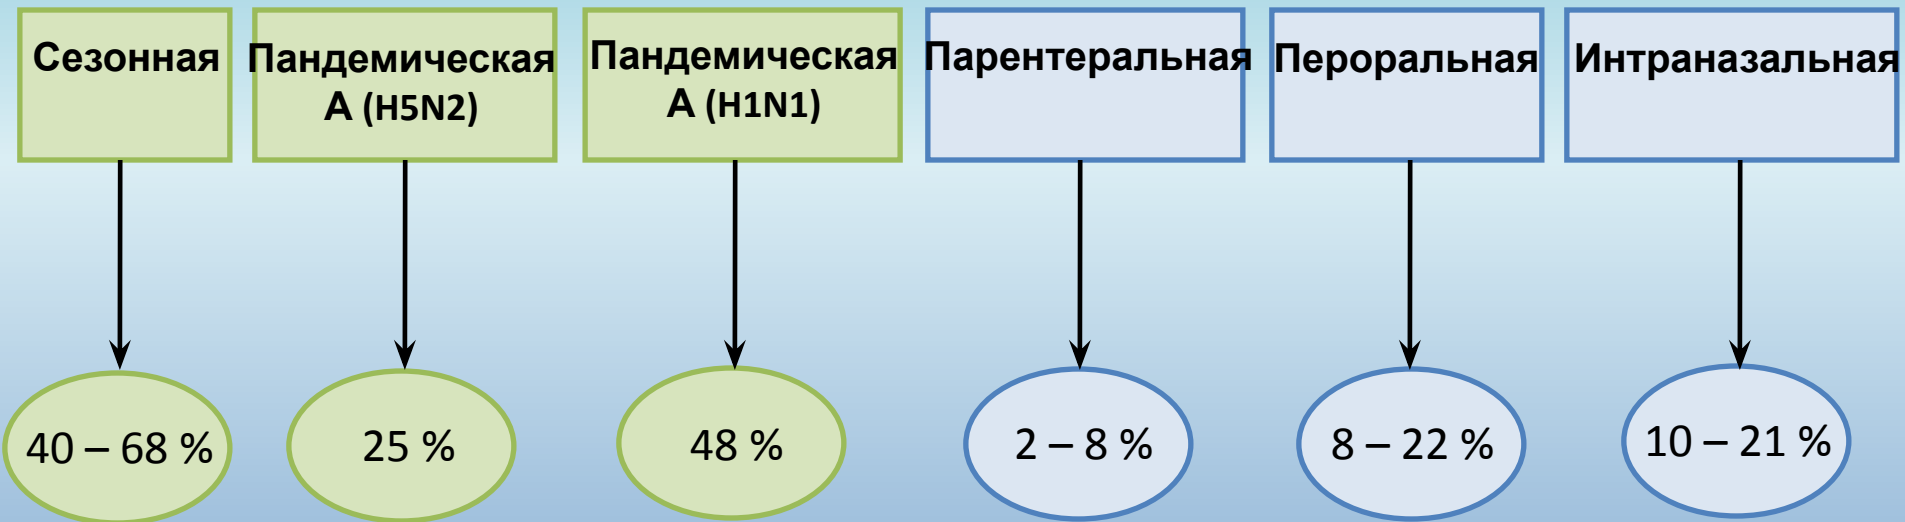 Сезонная
Пандемическая
А (H5N2)
Пандемическая
А (H1N1)
Парентеральная
Пероральная
Интраназальная
40 – 68 %
25 %
48 %
2 – 8 %
8 – 22 %
10 – 21 %